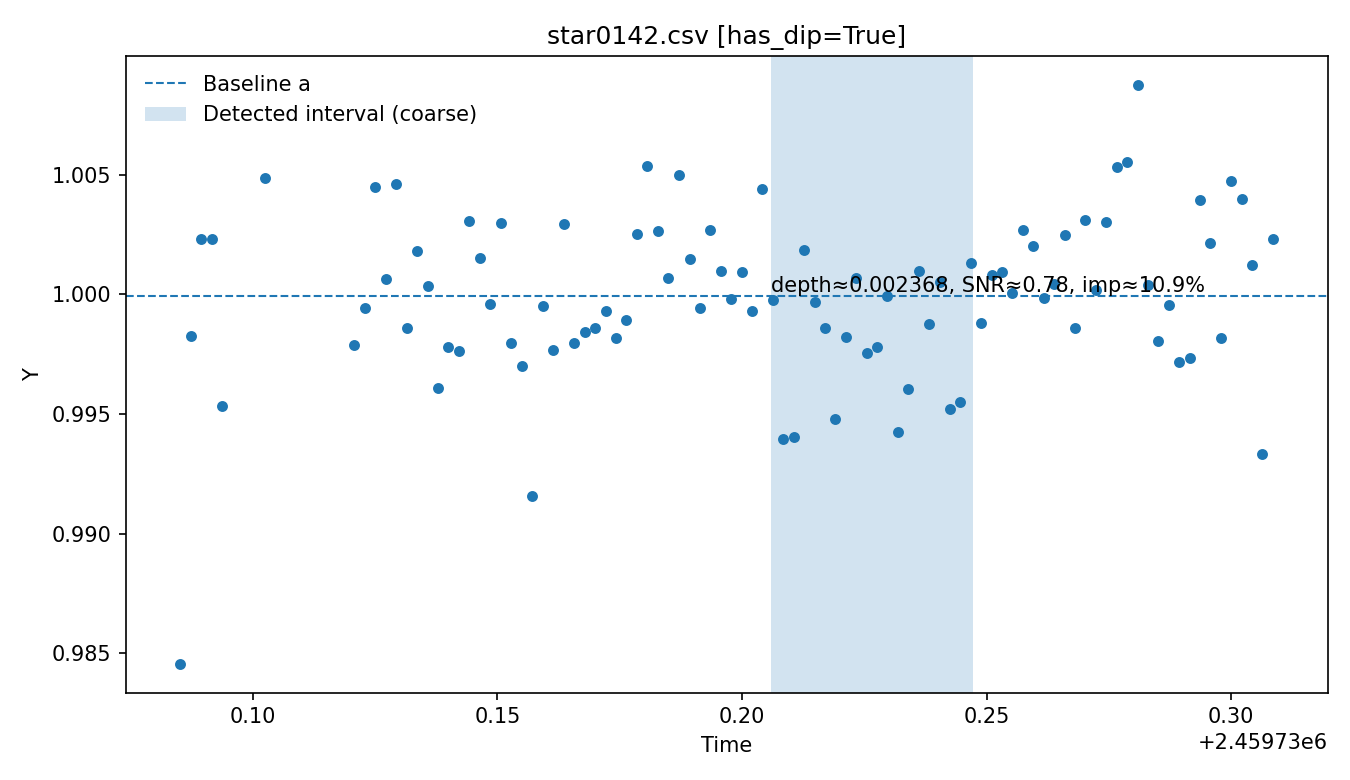 star0142.csv [has_dip=True]
Baseline a
Detected interval (coarse)
1.005
depth≈0.002368, SNR≈0.78, imp≈10.9%
1.000
Y
0.995
0.990
0.985
0.10 0.15 0.20 0.25 0.30
Time
+2.45973e6